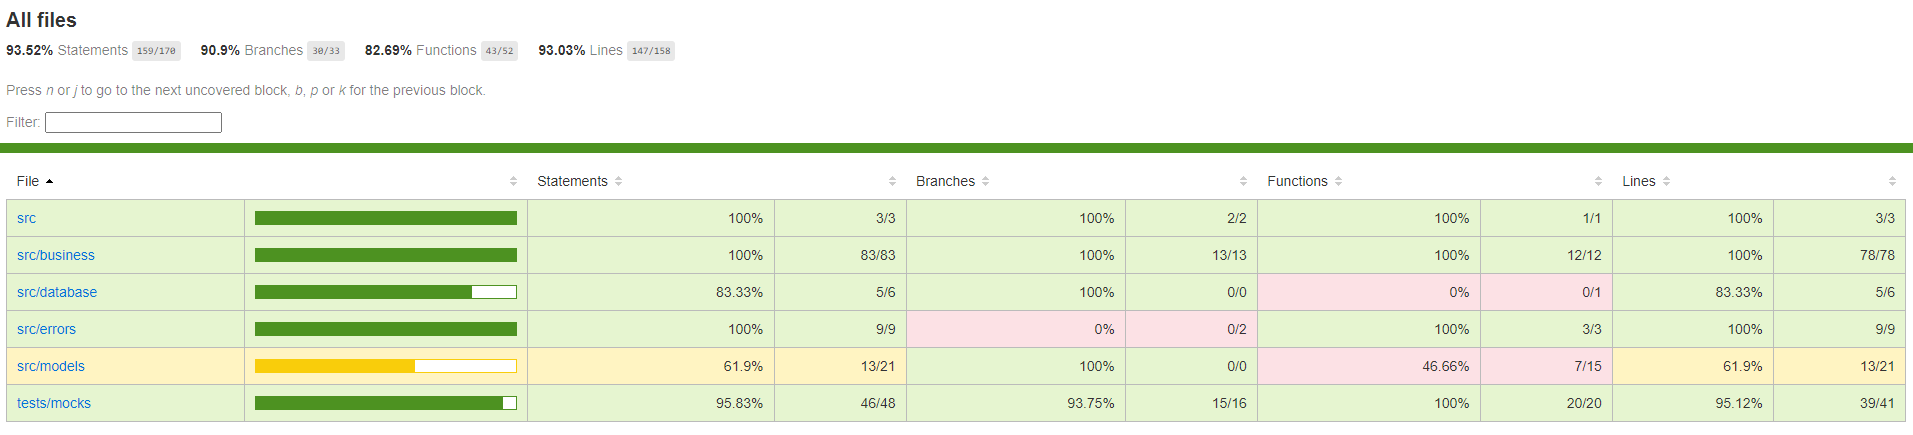 All files
93.52% Statements 159/170 90.9% Branches 30/33 82.69% Functions 43/52 93.03% Lines 147/158
Press n or j to go to the next uncovered block, b, p or k for the previous block.
Filter:
File Statements Branches Functions Lines
src 100% 3/3 100% 2/2 100% 1/1 100% 3/3
src/business 100% 83/83 100% 13/13 100% 12/12 100% 78/78
src/database 83.33% 5/6 100% 0/0 0% 0/1 83.33% 5/6
src/errors 100% 9/9 0% 0/2 100% 3/3 100% 9/9
src/models 61.9% 13/21 100% 0/0 46.66% 7/15 61.9% 13/21
tests/mocks 95.83% 46/48 93.75% 15/16 100% 20/20 95.12% 39/41